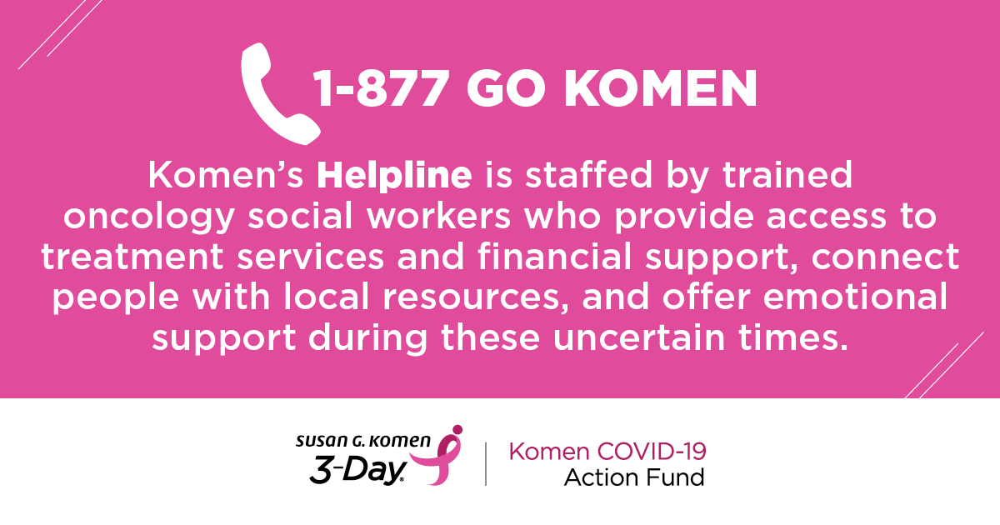 1-877 GO KOMEN
Komen’s Helpline is staffed by trained
oncology social workers who provide access to
treatment services and financial support, connect
people with local resources, and offer emotional
support during these uncertain times.
susan G. Komen
3-Day®
Komen COVID-19
Action Fund